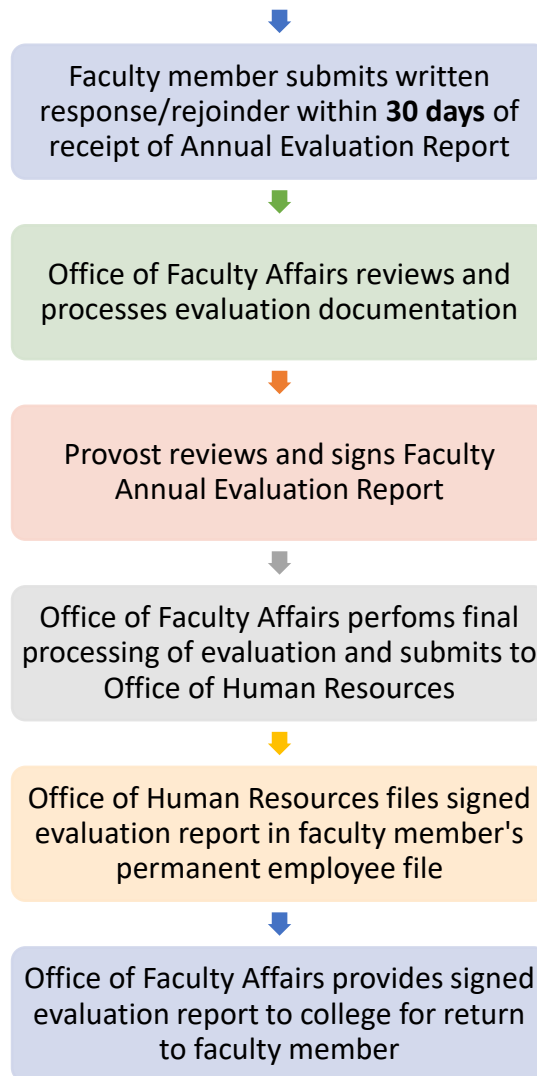 Faculty member submits written
response/rejoinder within 30 days of
receipt of Annual Evaluation Report
Office of Faculty Affairs reviews and
processes evaluation documentation
Provost reviews and signs Faculty
Annual Evaluation Report
Office of Faculty Affairs perfoms final
processing of evaluation and submits to
Office of Human Resources
Office of Human Resources files signed
evaluation report in faculty member's
permanent employee file
Office of Faculty Affairs provides signed
evaluation report to college for return
to faculty member